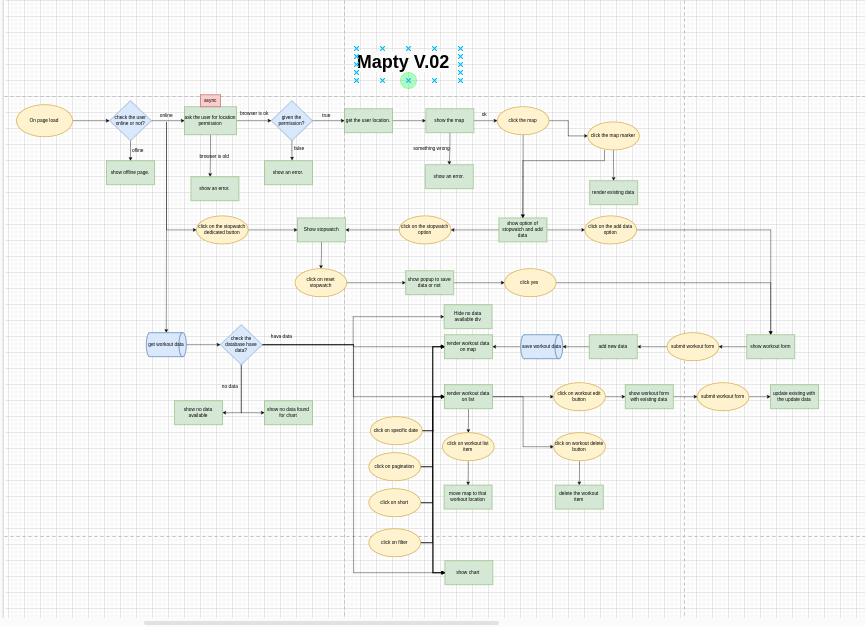 Mapty V.02
async
On page load
check the user
online or not?
online
ask the user for location
permission
browser is ok
given the
permission?
true
get the user location.
show the map
ok
click the map
click the map marker
offline
browser is old
false
something wrong
show offline page.
show an error.
show an error.
show an error.
render existing data
click on the stopwatch
dedicated button
Show stopwatch
click on the stopwatch
option
show option of
stopwatch and add
data
click on the add data
option
click on reset
stopwatch
show popup to save
data or not
click yes
Hide no data
available div
get workout data
check the
database have
data?
hava data
render workout data
on map
save workout data
add new data
submit workout form
show workout form
no data
render workout data
on list
click on workout edit
button
show workout form
with existing data
submit workout form
update existing with
the update data
show no data
available
show no data found
for chart
click on specific date
click on workout list
item
click on workout delete
button
click on pagination
move map to that
workout location
delete the workout
item
click on short
click on filter
show chart